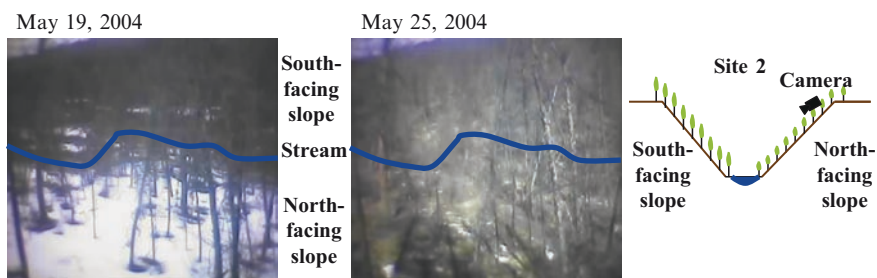 May 19, 2004
South-
facing
slope
Stream
North-
facing
slope
May 25, 2004
Site 2
Camera
South-
facing
slope
North-
facing
slope